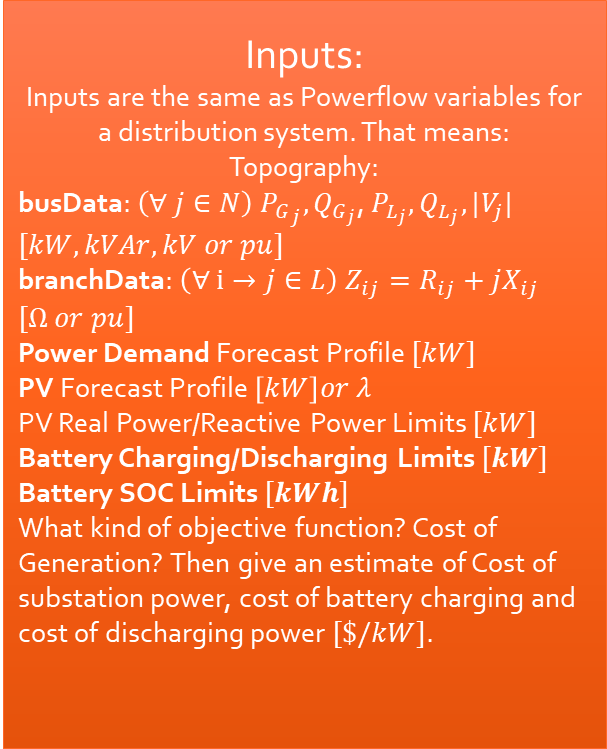 Inputs:
Inputs are the same as Powerflow variables for
a distribution system. That means:
Topography:
busData: (∀ j ∈ N) P_{G_j}, Q_{G_j}, P_{L_j}, Q_{L_j}, |V_j|
[kW, kVAr, kV or pu]
branchData: (∀ i → j ∈ L) Z_{ij} = R_{ij} + jX_{ij}
[Ω or pu]
Power Demand Forecast Profile [kW]
PV Forecast Profile [kW]or λ
PV Real Power/Reactive Power Limits [kW]
Battery Charging/Discharging Limits [kW]
Battery SOC Limits [kWh]
What kind of objective function? Cost of
Generation? Then give an estimate of Cost of
substation power, cost of battery charging and
cost of discharging power [$/kW].